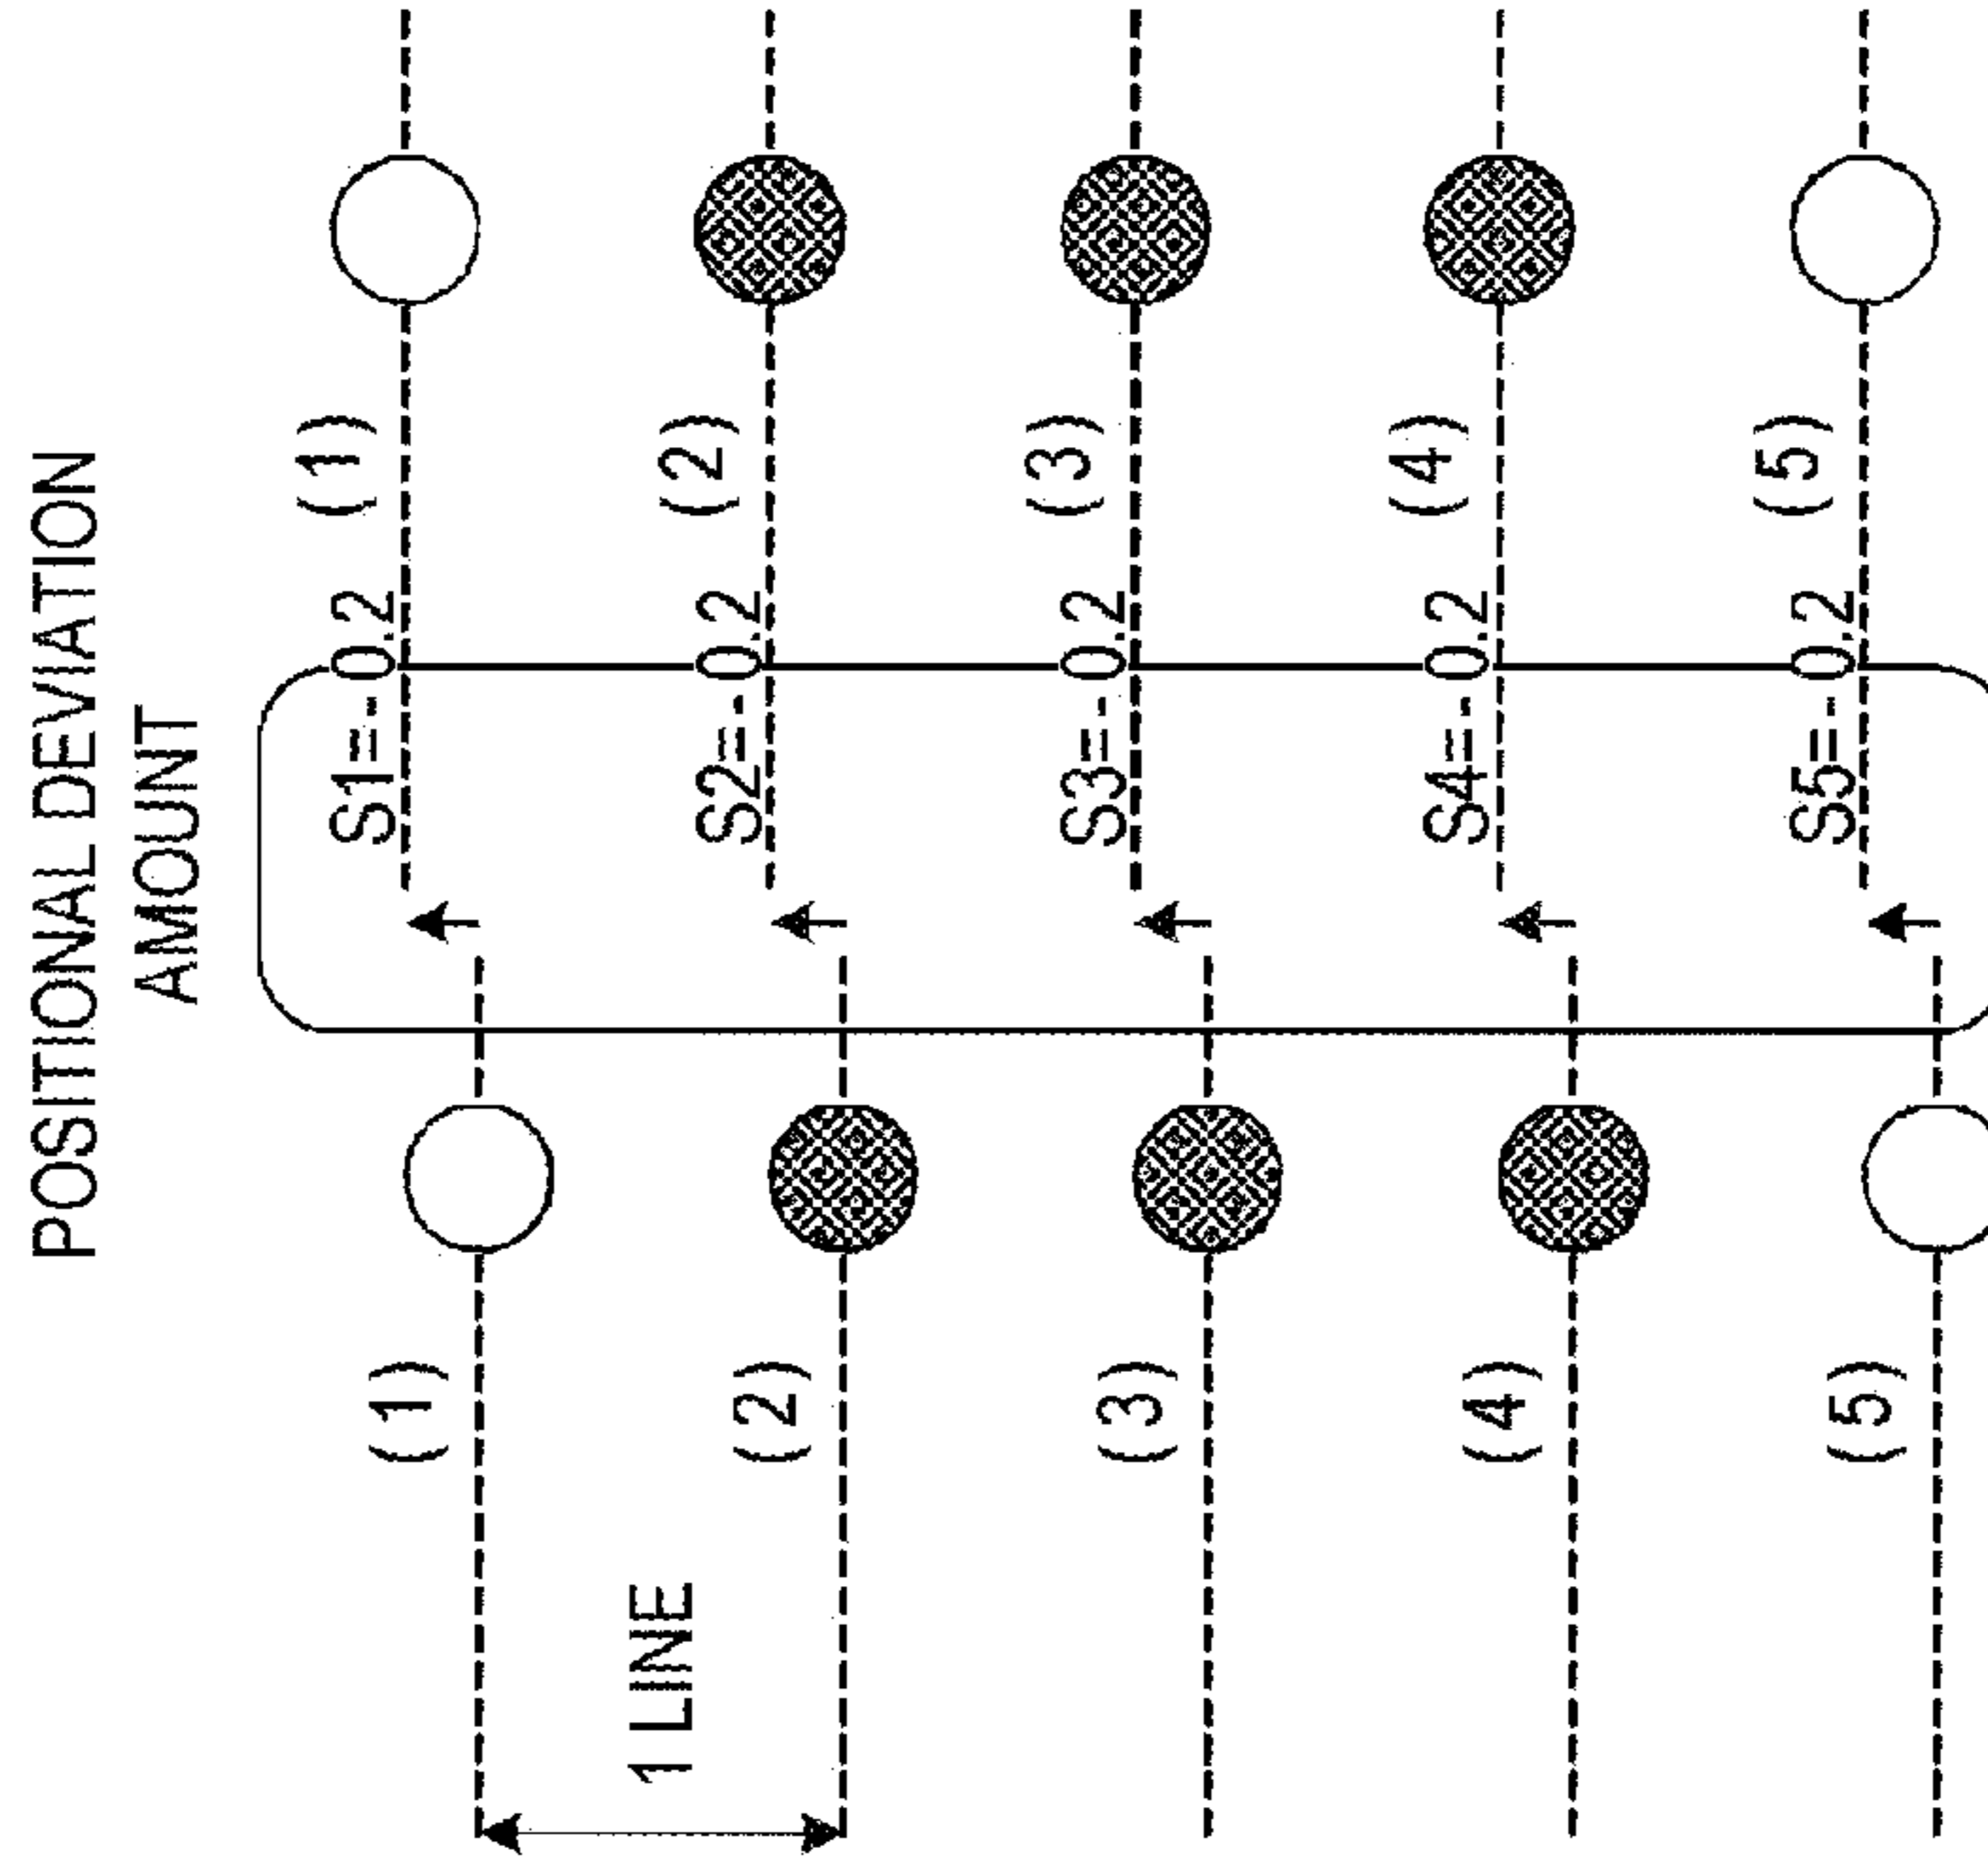 POSITIONAL DEVIATION
AMOUNT
(1)
S1=- 0.2
(1)
1 LINE
(2)
S2=- 0.2
(2)
(3)
S3=- 0.2
(3)
(4)
S4=- 0.2
(4)
(5)
S5=- 0.2
(5)